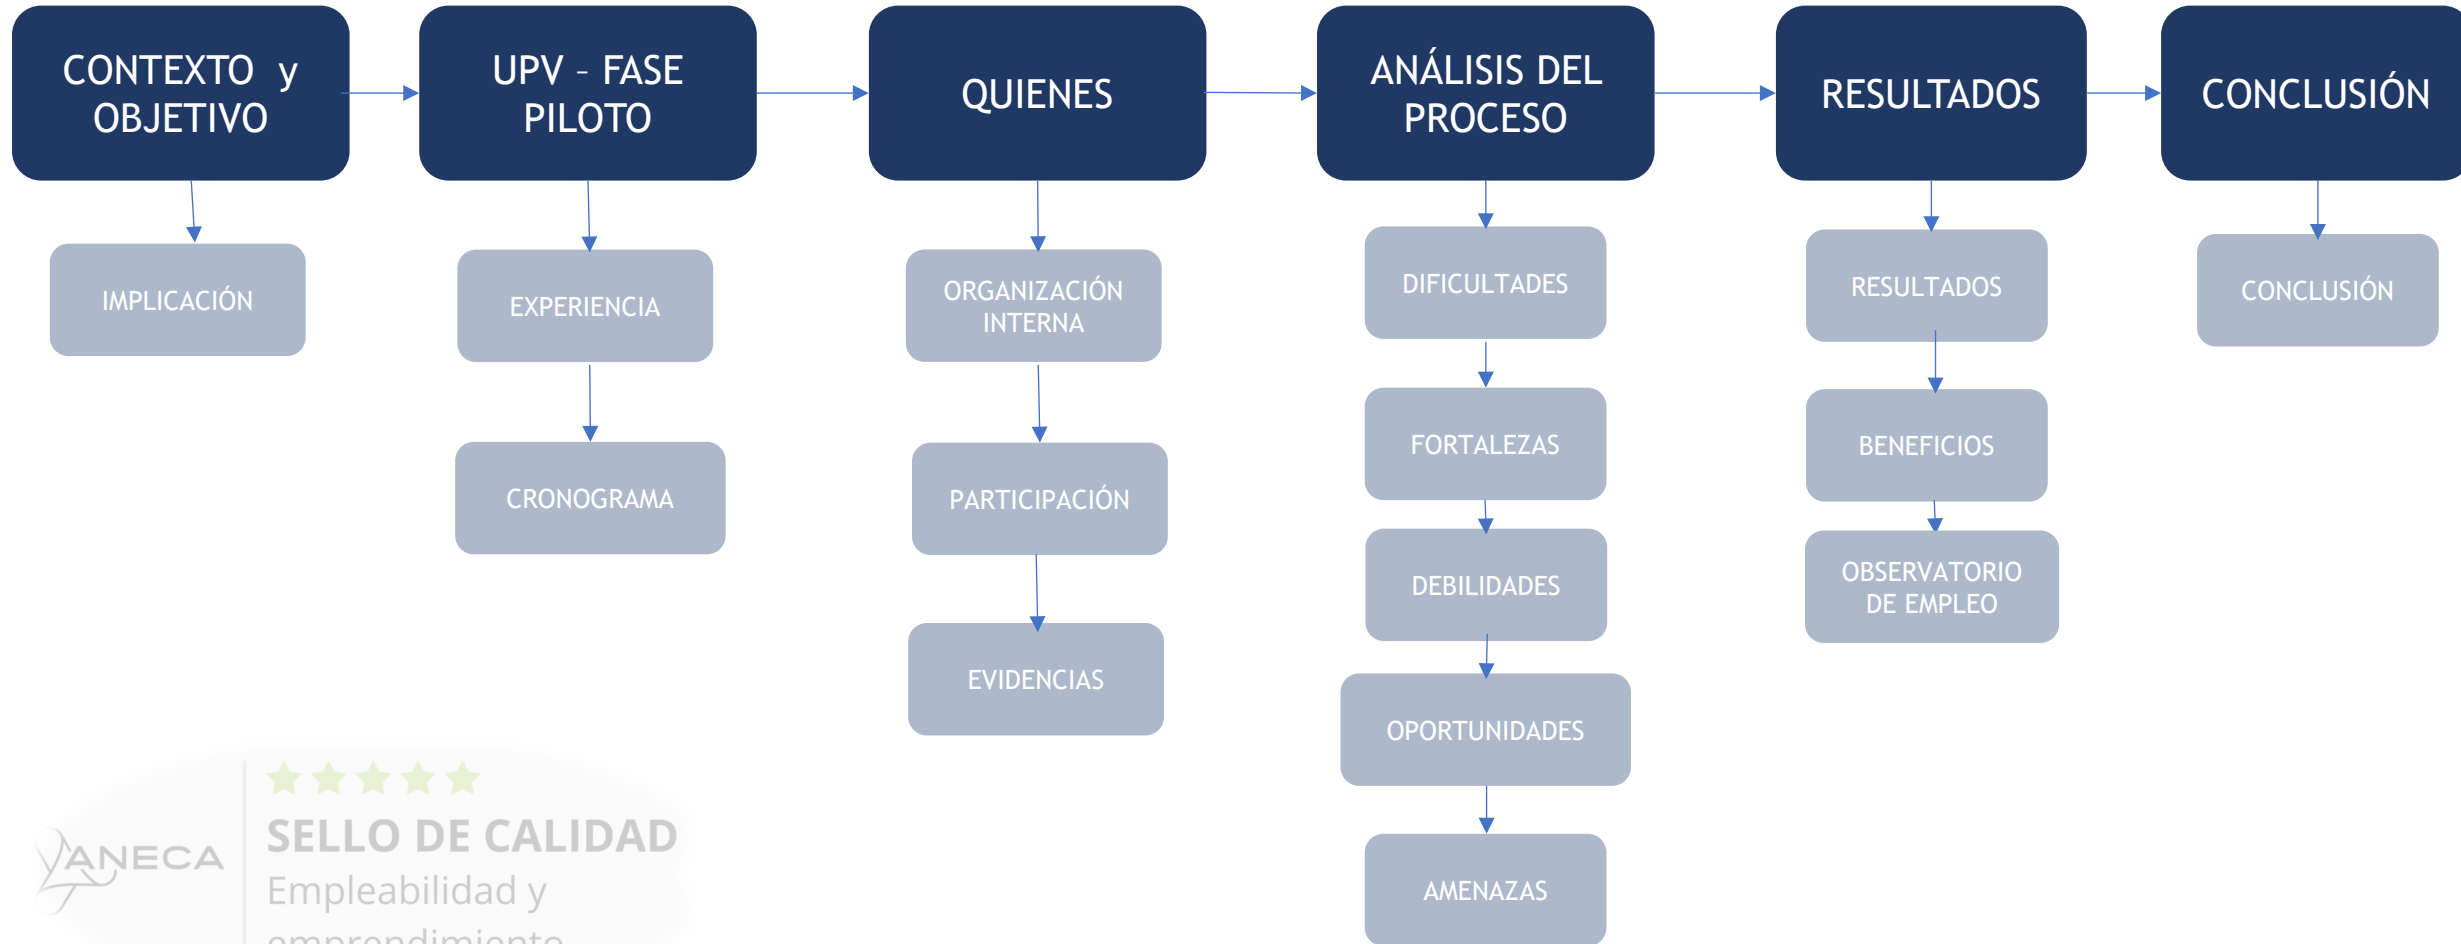 CONTEXTO y
OBJETIVO
UPV - FASE
PILOTO
QUIENES
ANÁLISIS DEL
PROCESO
RESULTADOS
CONCLUSIÓN
IMPLICACIÓN
EXPERIENCIA
CRONOGRAMA
ORGANIZACIÓN
INTERNA
PARTICIPACIÓN
EVIDENCIAS
DIFICULTADES
FORTALEZAS
DEBILIDADES
OPORTUNIDADES
AMENAZAS
RESULTADOS
BENEFICIOS
OBSERVATORIO
DE EMPLEO
CONCLUSIÓN
ANECA
SELLO DE CALIDAD
Empleabilidad y
emprendimiento